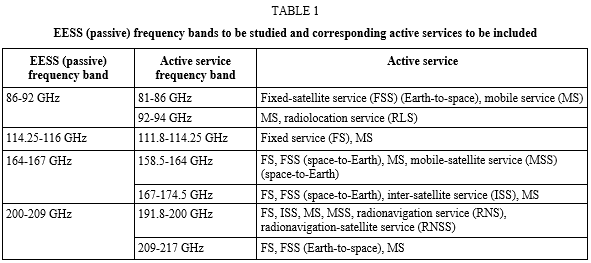 TABLE 1
EESS (passive) frequency bands to be studied and corresponding active services to be included
EESS (passive) frequency band
Active service frequency band
Active service
86-92 GHz
81-86 GHz
Fixed-satellite service (FSS) (Earth-to-space), mobile service (MS)
92-94 GHz
MS, radiolocation service (RLS)
114.25-116 GHz
111.8-114.25 GHz
Fixed service (FS), MS
164-167 GHz
158.5-164 GHz
FS, FSS (space-to-Earth), MS, mobile-satellite service (MSS)
(space-to-Earth)
167-174.5 GHz
FS, FSS (space-to-Earth), inter-satellite service (ISS), MS
200-209 GHz
191.8-200 GHz
FS, ISS, MS, MSS, radionavigation service (RNS),
radionavigation-satellite service (RNSS)
209-217 GHz
FS, FSS (Earth-to-space), MS